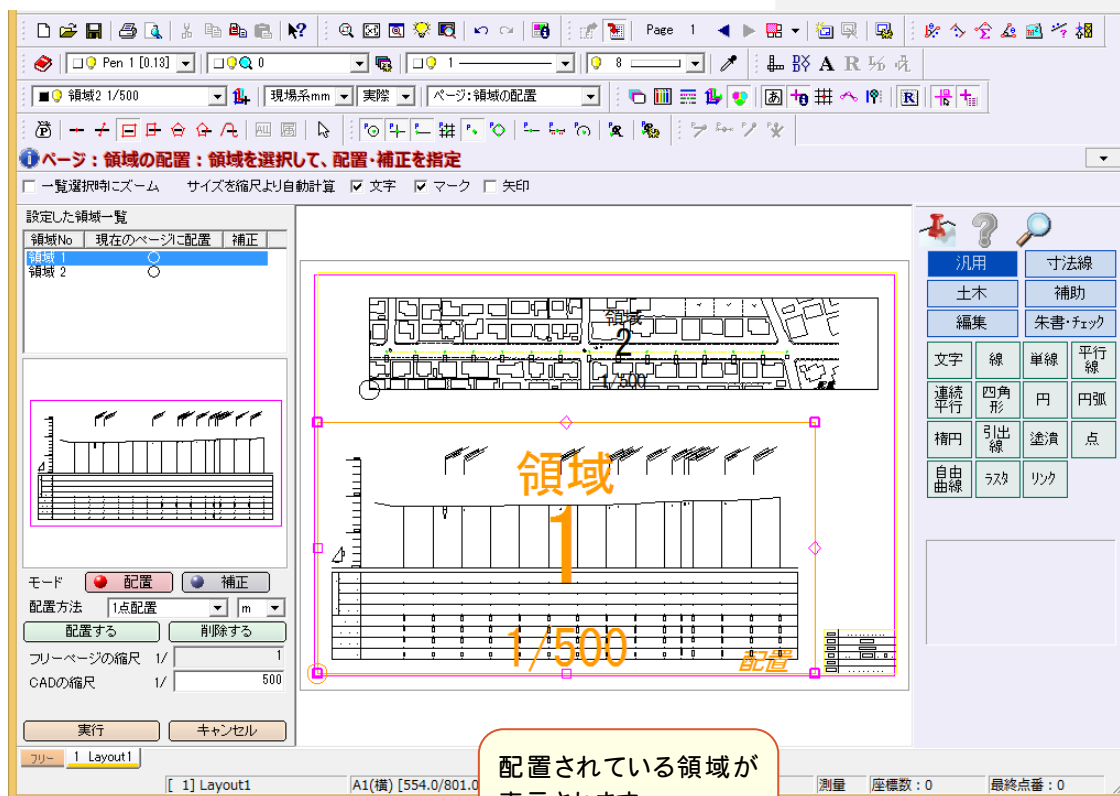 Page 1
Pen 1 [0.13]
0
1
8
領域2 1/500
現場系mm
実際
ページ:領域の配置
ページ：領域の配置：領域を選択して、配置･補正を指定
一覧選択時にズーム サイズを縮尺より自動計算 文字 マーク 矢印
設定した領域一覧
領域No 現在のページに配置 補正
領域 1 ○
領域 2 ○
モード 配置 補正
配置方法 1点配置 m
配置する 削除する
フリーページの縮尺 1/ 1
CADの縮尺 1/ 500
実行 キャンセル
領域
2
1/500
領域
1
1/500
配置
汎用 寸法線
土木 補助
編集 朱書･ﾁｪｯｸ
文字 線 単線 平行線
連続平行 四角形 円 円弧
楕円 引出線 塗潰 点
自由曲線 ﾗｽﾀ ﾘﾝｸ
フリー 1 Layout1
[ 1] Layout1 A1(横) [554.0/801.0 測量 座標数：0 最終点番：0
配置されている領域が